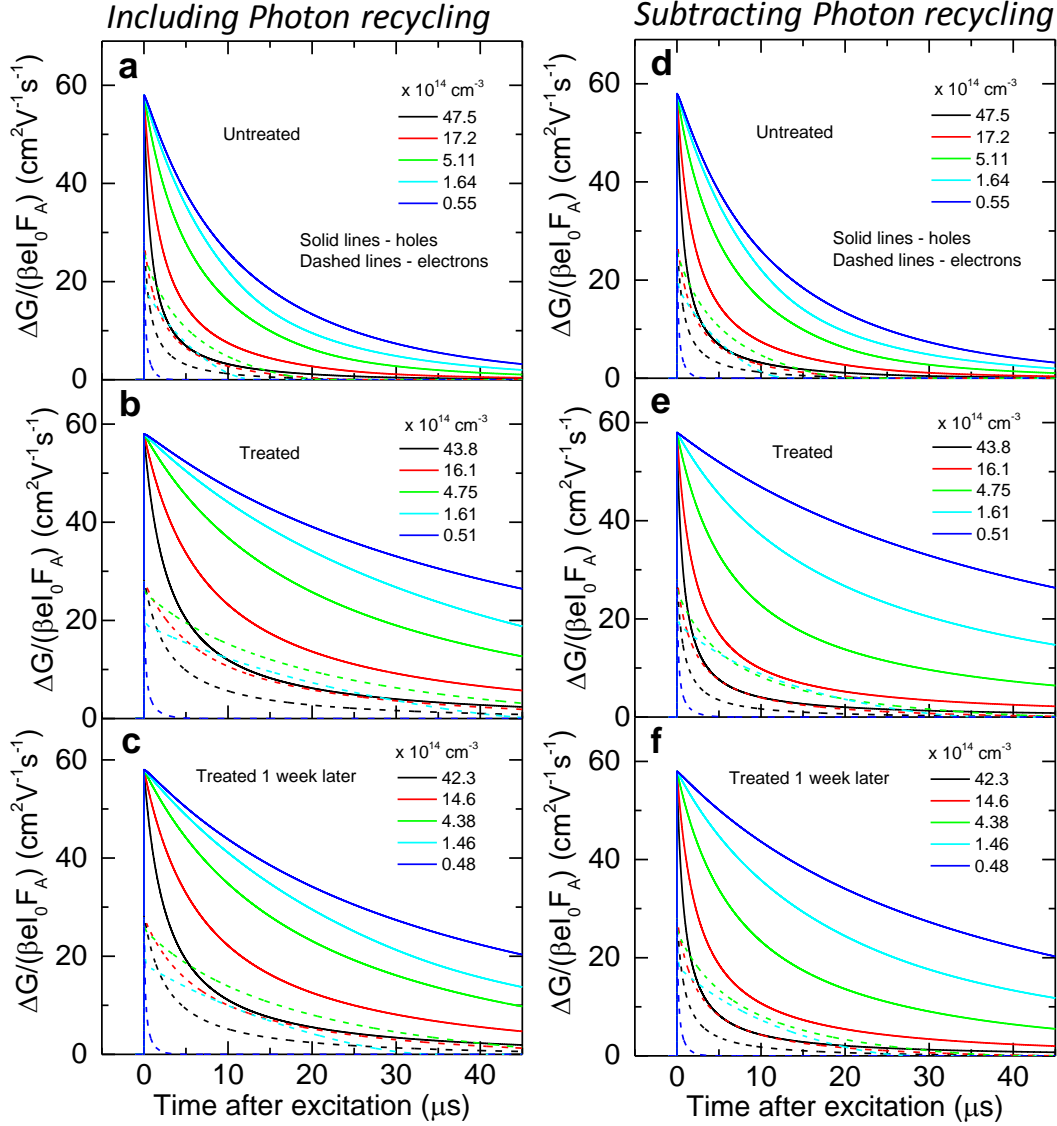 Including Photon recycling
a
Untreated
x 10¹⁴ cm⁻³
47.5
17.2
5.11
1.64
0.55
Solid lines - holes
Dashed lines - electrons
ΔG/(βeI₀F_A) (cm²V⁻¹s⁻¹)
60
40
20
0
b
Treated
x 10¹⁴ cm⁻³
43.8
16.1
4.75
1.61
0.51
ΔG/(βeI₀F_A) (cm²V⁻¹s⁻¹)
60
40
20
0
c
Treated 1 week later
x 10¹⁴ cm⁻³
42.3
14.6
4.38
1.46
0.48
ΔG/(βeI₀F_A) (cm²V⁻¹s⁻¹)
60
40
20
0
0 10 20 30 40
Time after excitation (μs)
Subtracting Photon recycling
d
Untreated
x 10¹⁴ cm⁻³
47.5
17.2
5.11
1.64
0.55
Solid lines - holes
Dashed lines - electrons
ΔG/(βeI₀F_A) (cm²V⁻¹s⁻¹)
60
40
20
0
e
Treated
x 10¹⁴ cm⁻³
43.8
16.1
4.75
1.61
0.51
ΔG/(βeI₀F_A) (cm²V⁻¹s⁻¹)
60
40
20
0
f
Treated 1 week later
x 10¹⁴ cm⁻³
42.3
14.6
4.38
1.46
0.48
ΔG/(βeI₀F_A) (cm²V⁻¹s⁻¹)
60
40
20
0
0 10 20 30 40
Time after excitation (μs)